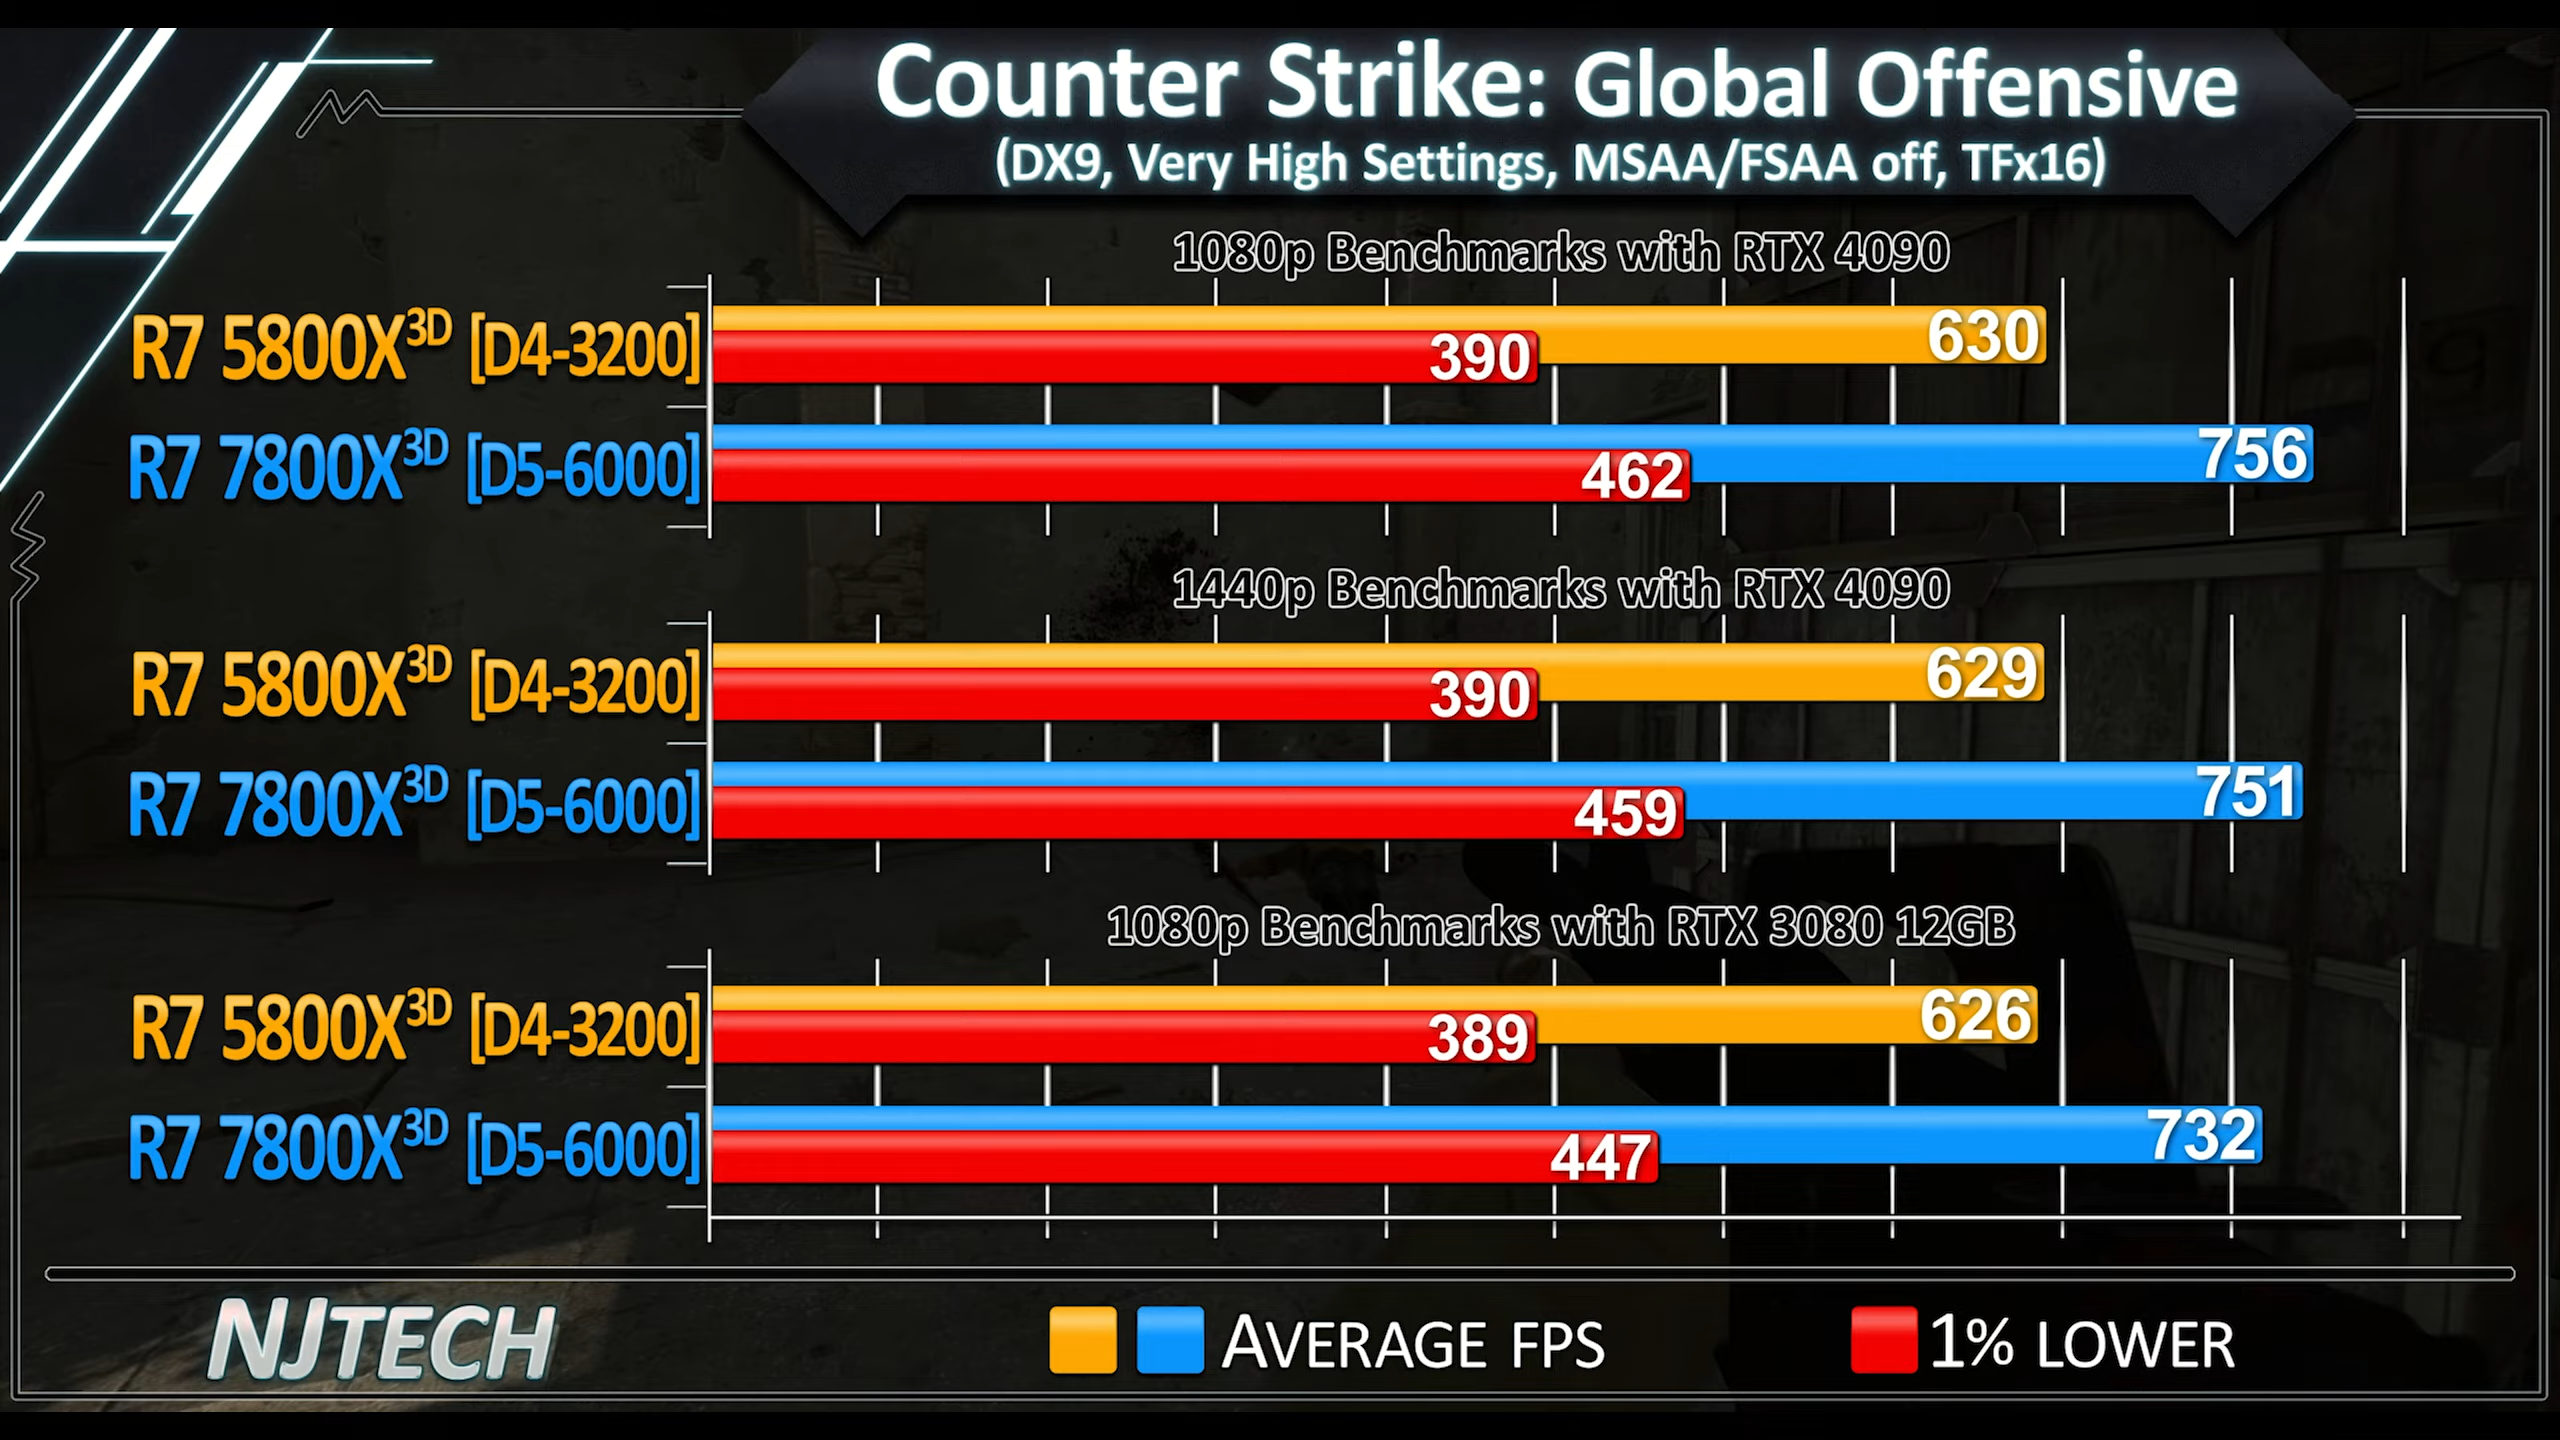 Counter Strike: Global Offensive
(DX9, Very High Settings, MSAA/FSAA off, TFx16)
1080p Benchmarks with RTX 4090
R7 5800X3D [D4-3200]
630
390
R7 7800X3D [D5-6000]
756
462
1440p Benchmarks with RTX 4090
R7 5800X3D [D4-3200]
629
390
R7 7800X3D [D5-6000]
751
459
1080p Benchmarks with RTX 3080 12GB
R7 5800X3D [D4-3200]
626
389
R7 7800X3D [D5-6000]
732
447
NJTECH
AVERAGE FPS
1% LOWER